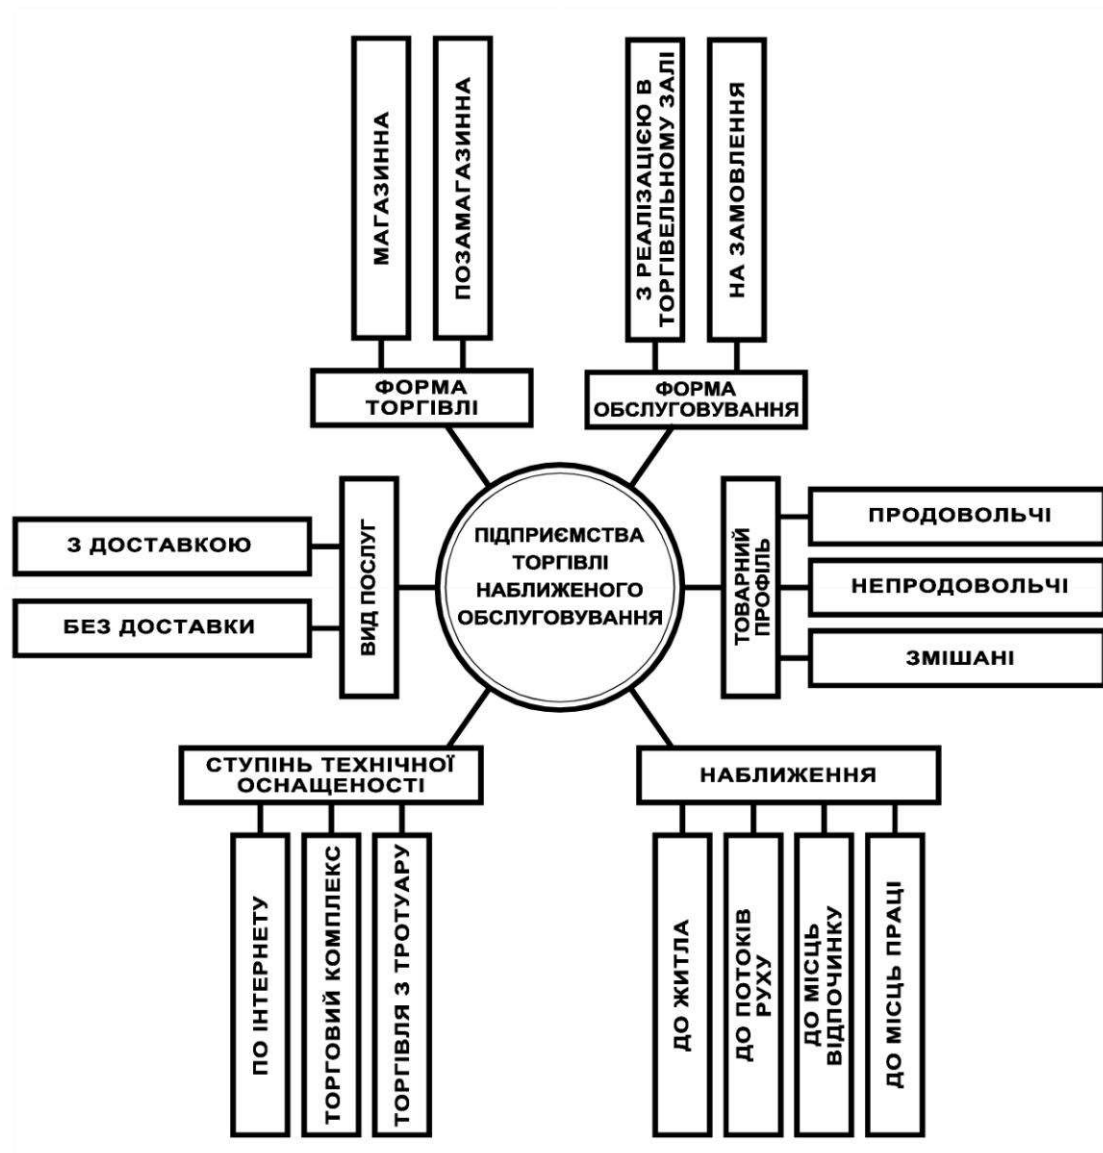 МАГАЗИННА
ПОЗАМАГАЗИННА
ФОРМА
ТОРГІВЛІ
З РЕАЛІЗАЦІЄЮ В
ТОРГІВЕЛЬНОМУ ЗАЛІ
НА ЗАМОВЛЕННЯ
ФОРМА
ОБСЛУГОВУВАННЯ
З ДОСТАВКОЮ
БЕЗ ДОСТАВКИ
ВИД ПОСЛУГ
ПІДПРИЄМСТВА
ТОРГІВЛІ
НАБЛИЖЕНОГО
ОБСЛУГОВУВАННЯ
ТОВАРНИЙ
ПРОФІЛЬ
ПРОДОВОЛЬЧІ
НЕПРОДОВОЛЬЧІ
ЗМІШАНІ
СТУПІНЬ ТЕХНІЧНОЇ
ОСНАЩЕНОСТІ
ПО ІНТЕРНЕТУ
ТОРГОВИЙ КОМПЛЕКС
ТОРГІВЛЯ З ТРОТУАРУ
НАБЛИЖЕННЯ
ДО ЖИТЛА
ДО ПОТОКІВ
РУХУ
ДО МІСЦЬ
ВІДПОЧИНКУ
ДО МІСЦЬ ПРАЦІ